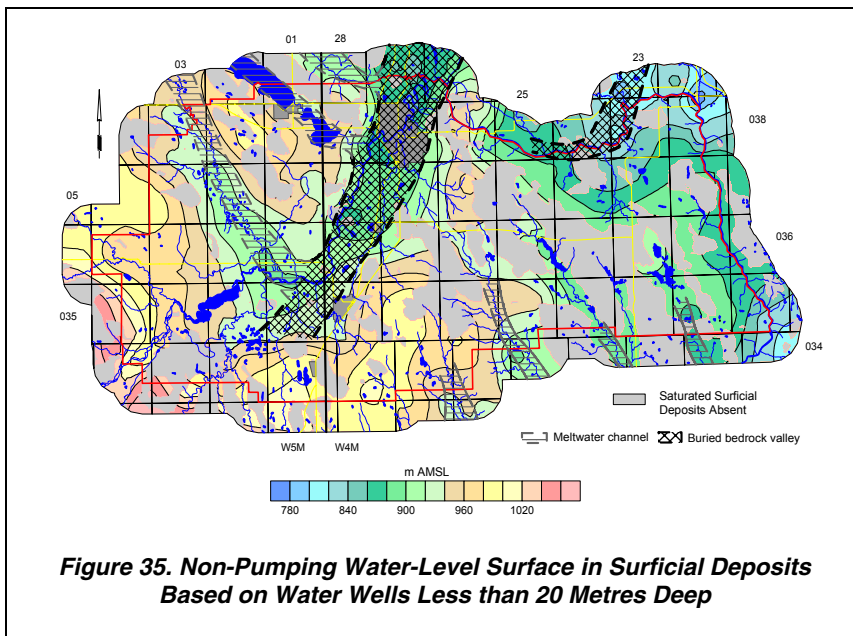 01 28
03
23
25
038
05
036
035
034
Saturated Surficial
Deposits Absent
Meltwater channel Buried bedrock valley
W5M W4M
m AMSL
780 840 900 960 1020
Figure 35. Non-Pumping Water-Level Surface in Surficial Deposits
Based on Water Wells Less than 20 Metres Deep